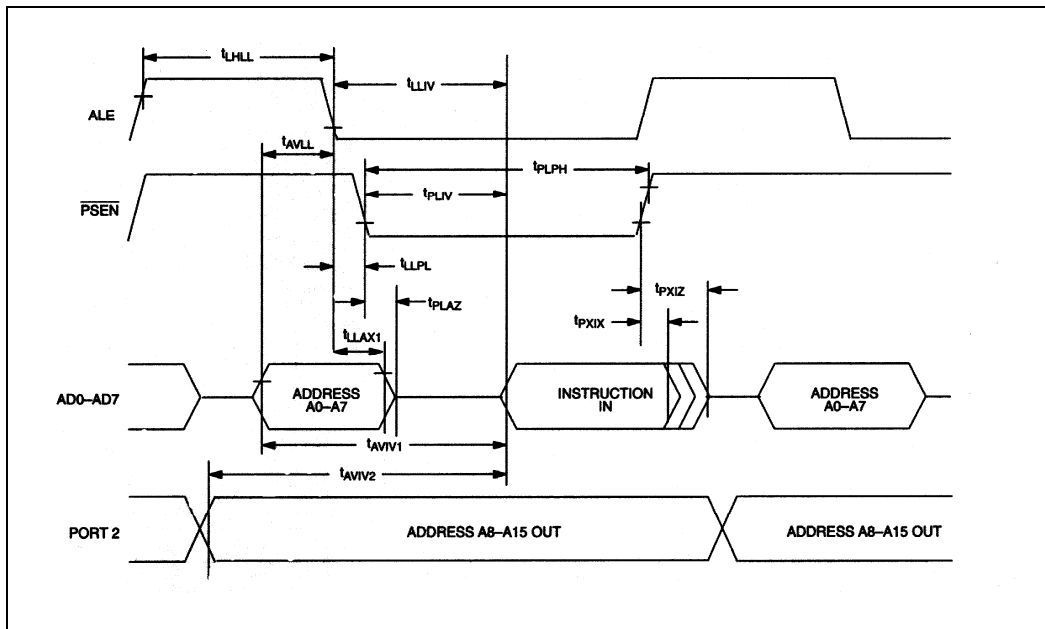 tLHLL
tLLIV
ALE
tAVLL
tPLPH
PSEN
tPLIV
tLLPL
tPLAZ
tPXIZ
tPXIX
tLLAX1
AD0–AD7
ADDRESS
A0–A7
INSTRUCTION
IN
ADDRESS
A0–A7
tAVIV1
tAVIV2
PORT 2
ADDRESS A8–A15 OUT
ADDRESS A8–A15 OUT